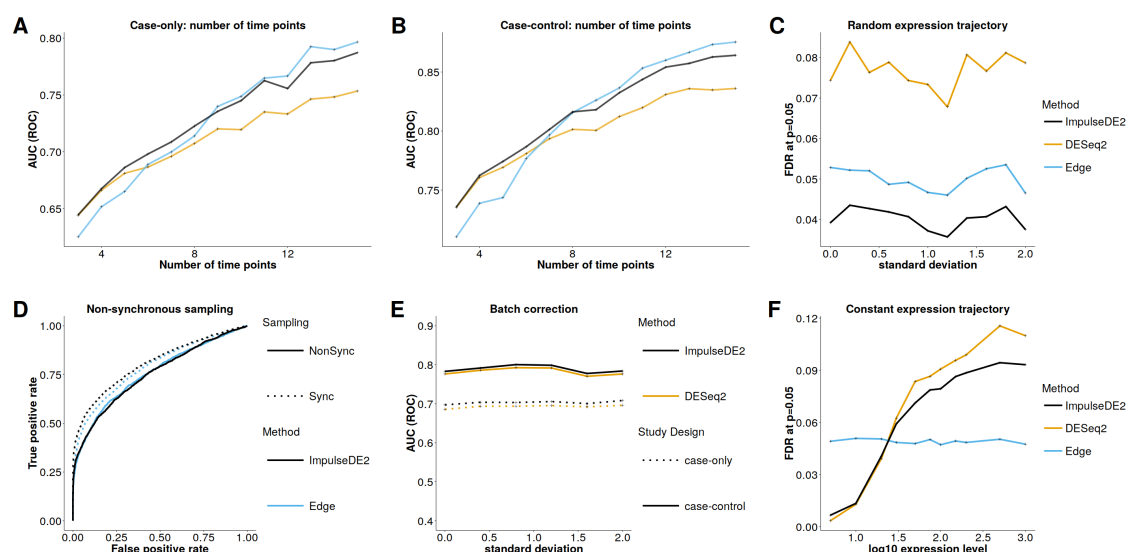 A
Case-only: number of time points
AUC (ROC)
0.80
0.75
0.70
0.65
4
8
12
Number of time points
B
Case-control: number of time points
AUC (ROC)
0.85
0.80
0.75
4
8
12
Number of time points
C
Random expression trajectory
FDR at p=0.05
0.08
0.07
0.06
0.05
0.04
0.0
0.5
1.0
1.5
2.0
standard deviation
Method
ImpulseDE2
DESeq2
Edge
D
Non-synchronous sampling
True positive rate
1.00
0.75
0.50
0.25
0.00
0.00
0.25
0.50
0.75
1.00
False positive rate
Sampling
NonSync
Sync
Method
ImpulseDE2
Edge
E
Batch correction
AUC (ROC)
0.9
0.8
0.7
0.6
0.5
0.4
0.0
0.5
1.0
1.5
2.0
standard deviation
Method
ImpulseDE2
DESeq2
Study Design
case-only
case-control
F
Constant expression trajectory
FDR at p=0.05
0.12
0.09
0.06
0.03
0.00
1.0
1.5
2.0
2.5
3.0
log10 expression level
Method
ImpulseDE2
DESeq2
Edge